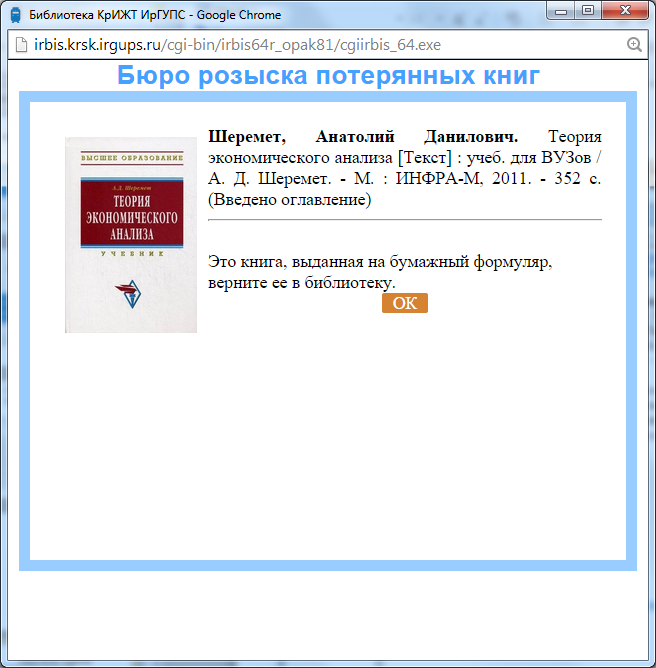 Библиотека КрИЖТ ИрГУПС - Google Chrome
irbis.krsk.irgups.ru/cgi-bin/irbis64r_opak81/cgiirbis_64.exe
Бюро розыска потерянных книг
ВЫСШЕЕ ОБРАЗОВАНИЕ
А.Д. Шеремет
ТЕОРИЯ
ЭКОНОМИЧЕСКОГО
АНАЛИЗА
УЧЕБНИК
Шеремет, Анатолий Данилович. Теория
экономического анализа [Текст] : учеб. для ВУЗов /
А. Д. Шеремет. - М. : ИНФРА-М, 2011. - 352 с.
(Введено оглавление)
Это книга, выданная на бумажный формуляр,
верните ее в библиотеку.
ОК